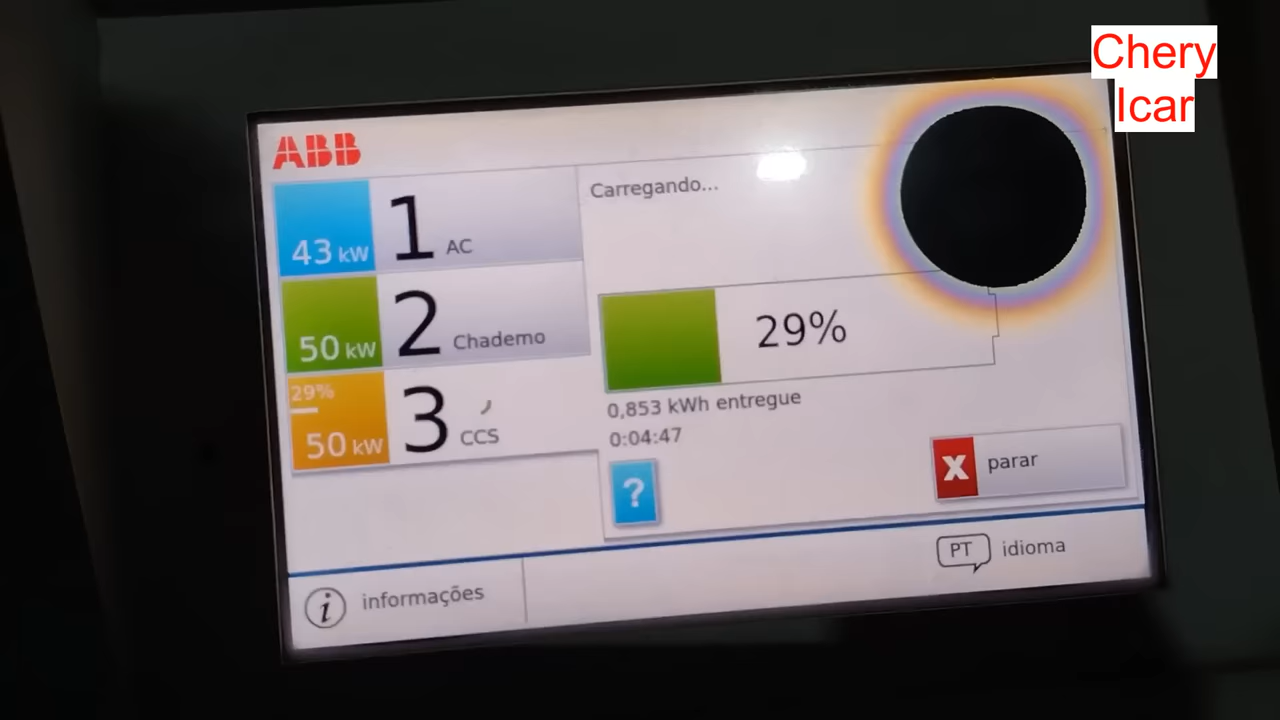 Chery
Icar
ABB
43 kW
1 AC
50 kW
2 Chademo
29%
50 kW
3 CCS
Carregando...
29%
0,853 kWh entregue
0:04:47
?
X parar
i informações
PT idioma